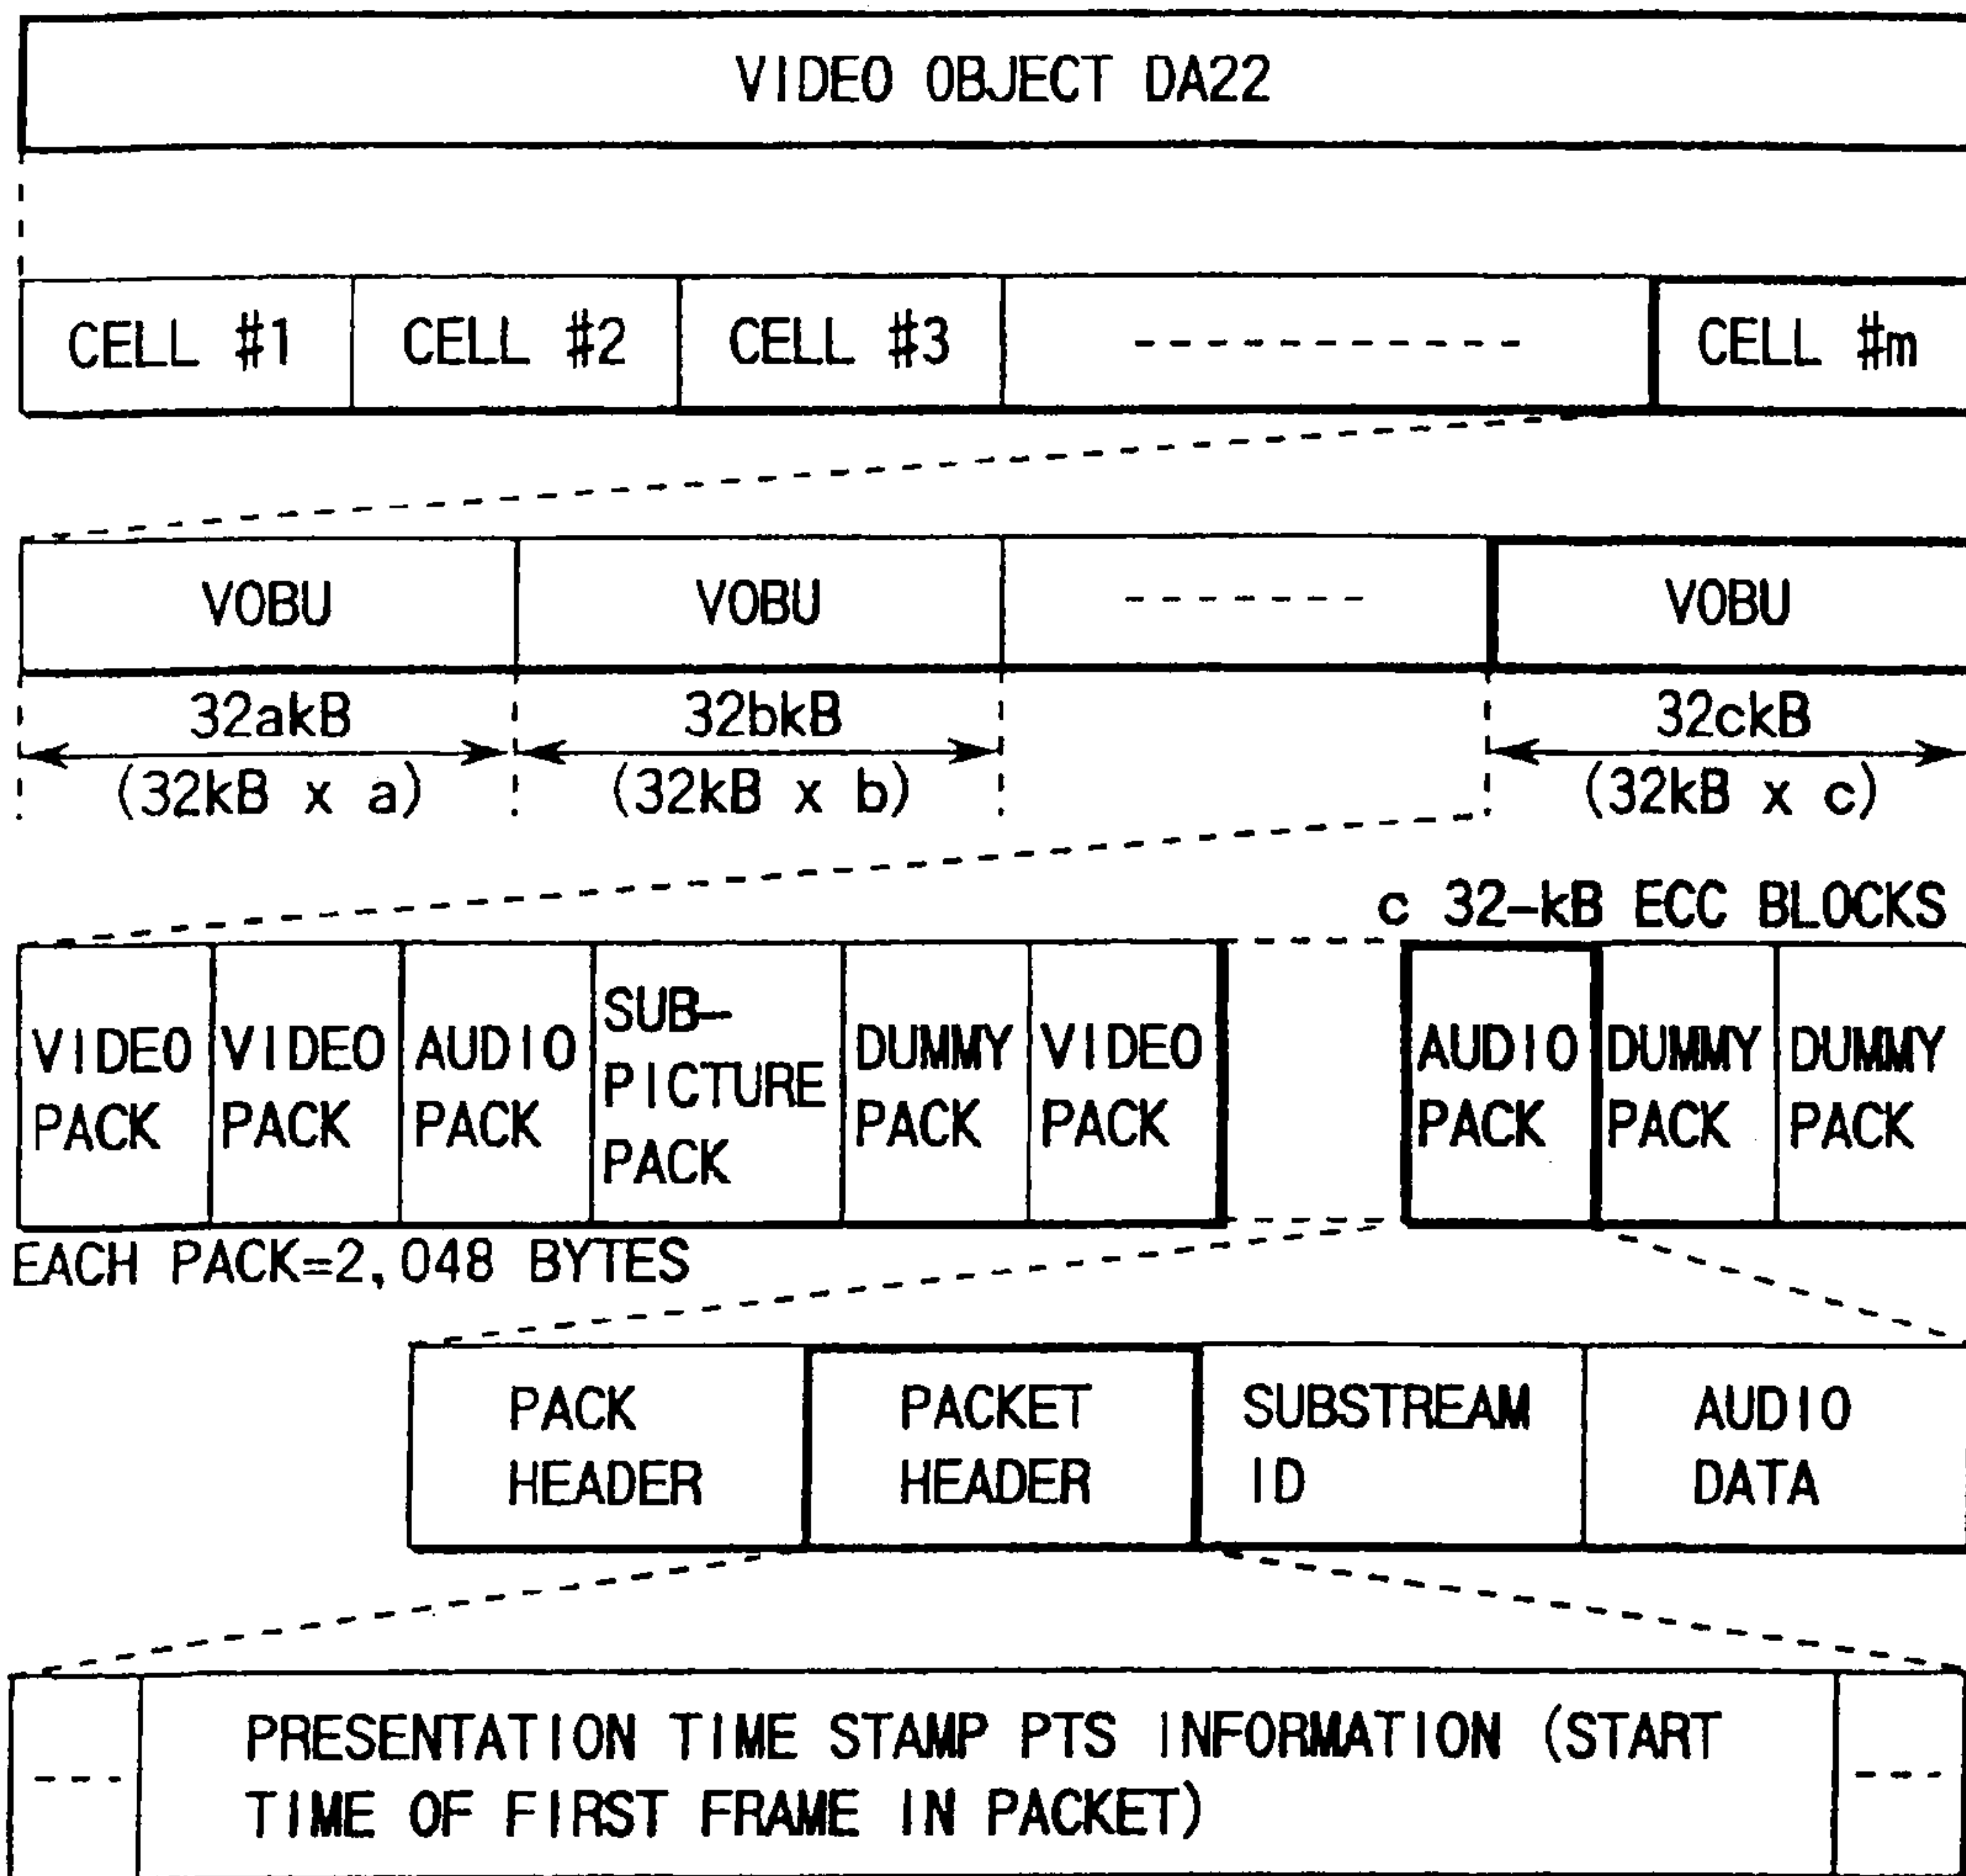 VIDEO OBJECT DA22
CELL #1
CELL #2
CELL #3
CELL #m
VOBU
VOBU
VOBU
32akB
(32kB x a)
32bkB
(32kB x b)
32ckB
(32kB x c)
c 32-kB ECC BLOCKS
VIDEO
PACK
VIDEO
PACK
AUDIO
PACK
SUB-
PICTURE
PACK
DUMMY
PACK
VIDEO
PACK
AUDIO
PACK
DUMMY
PACK
DUMMY
PACK
EACH PACK=2,048 BYTES
PACK
HEADER
PACKET
HEADER
SUBSTREAM
ID
AUDIO
DATA
PRESENTATION TIME STAMP PTS INFORMATION (START
TIME OF FIRST FRAME IN PACKET)